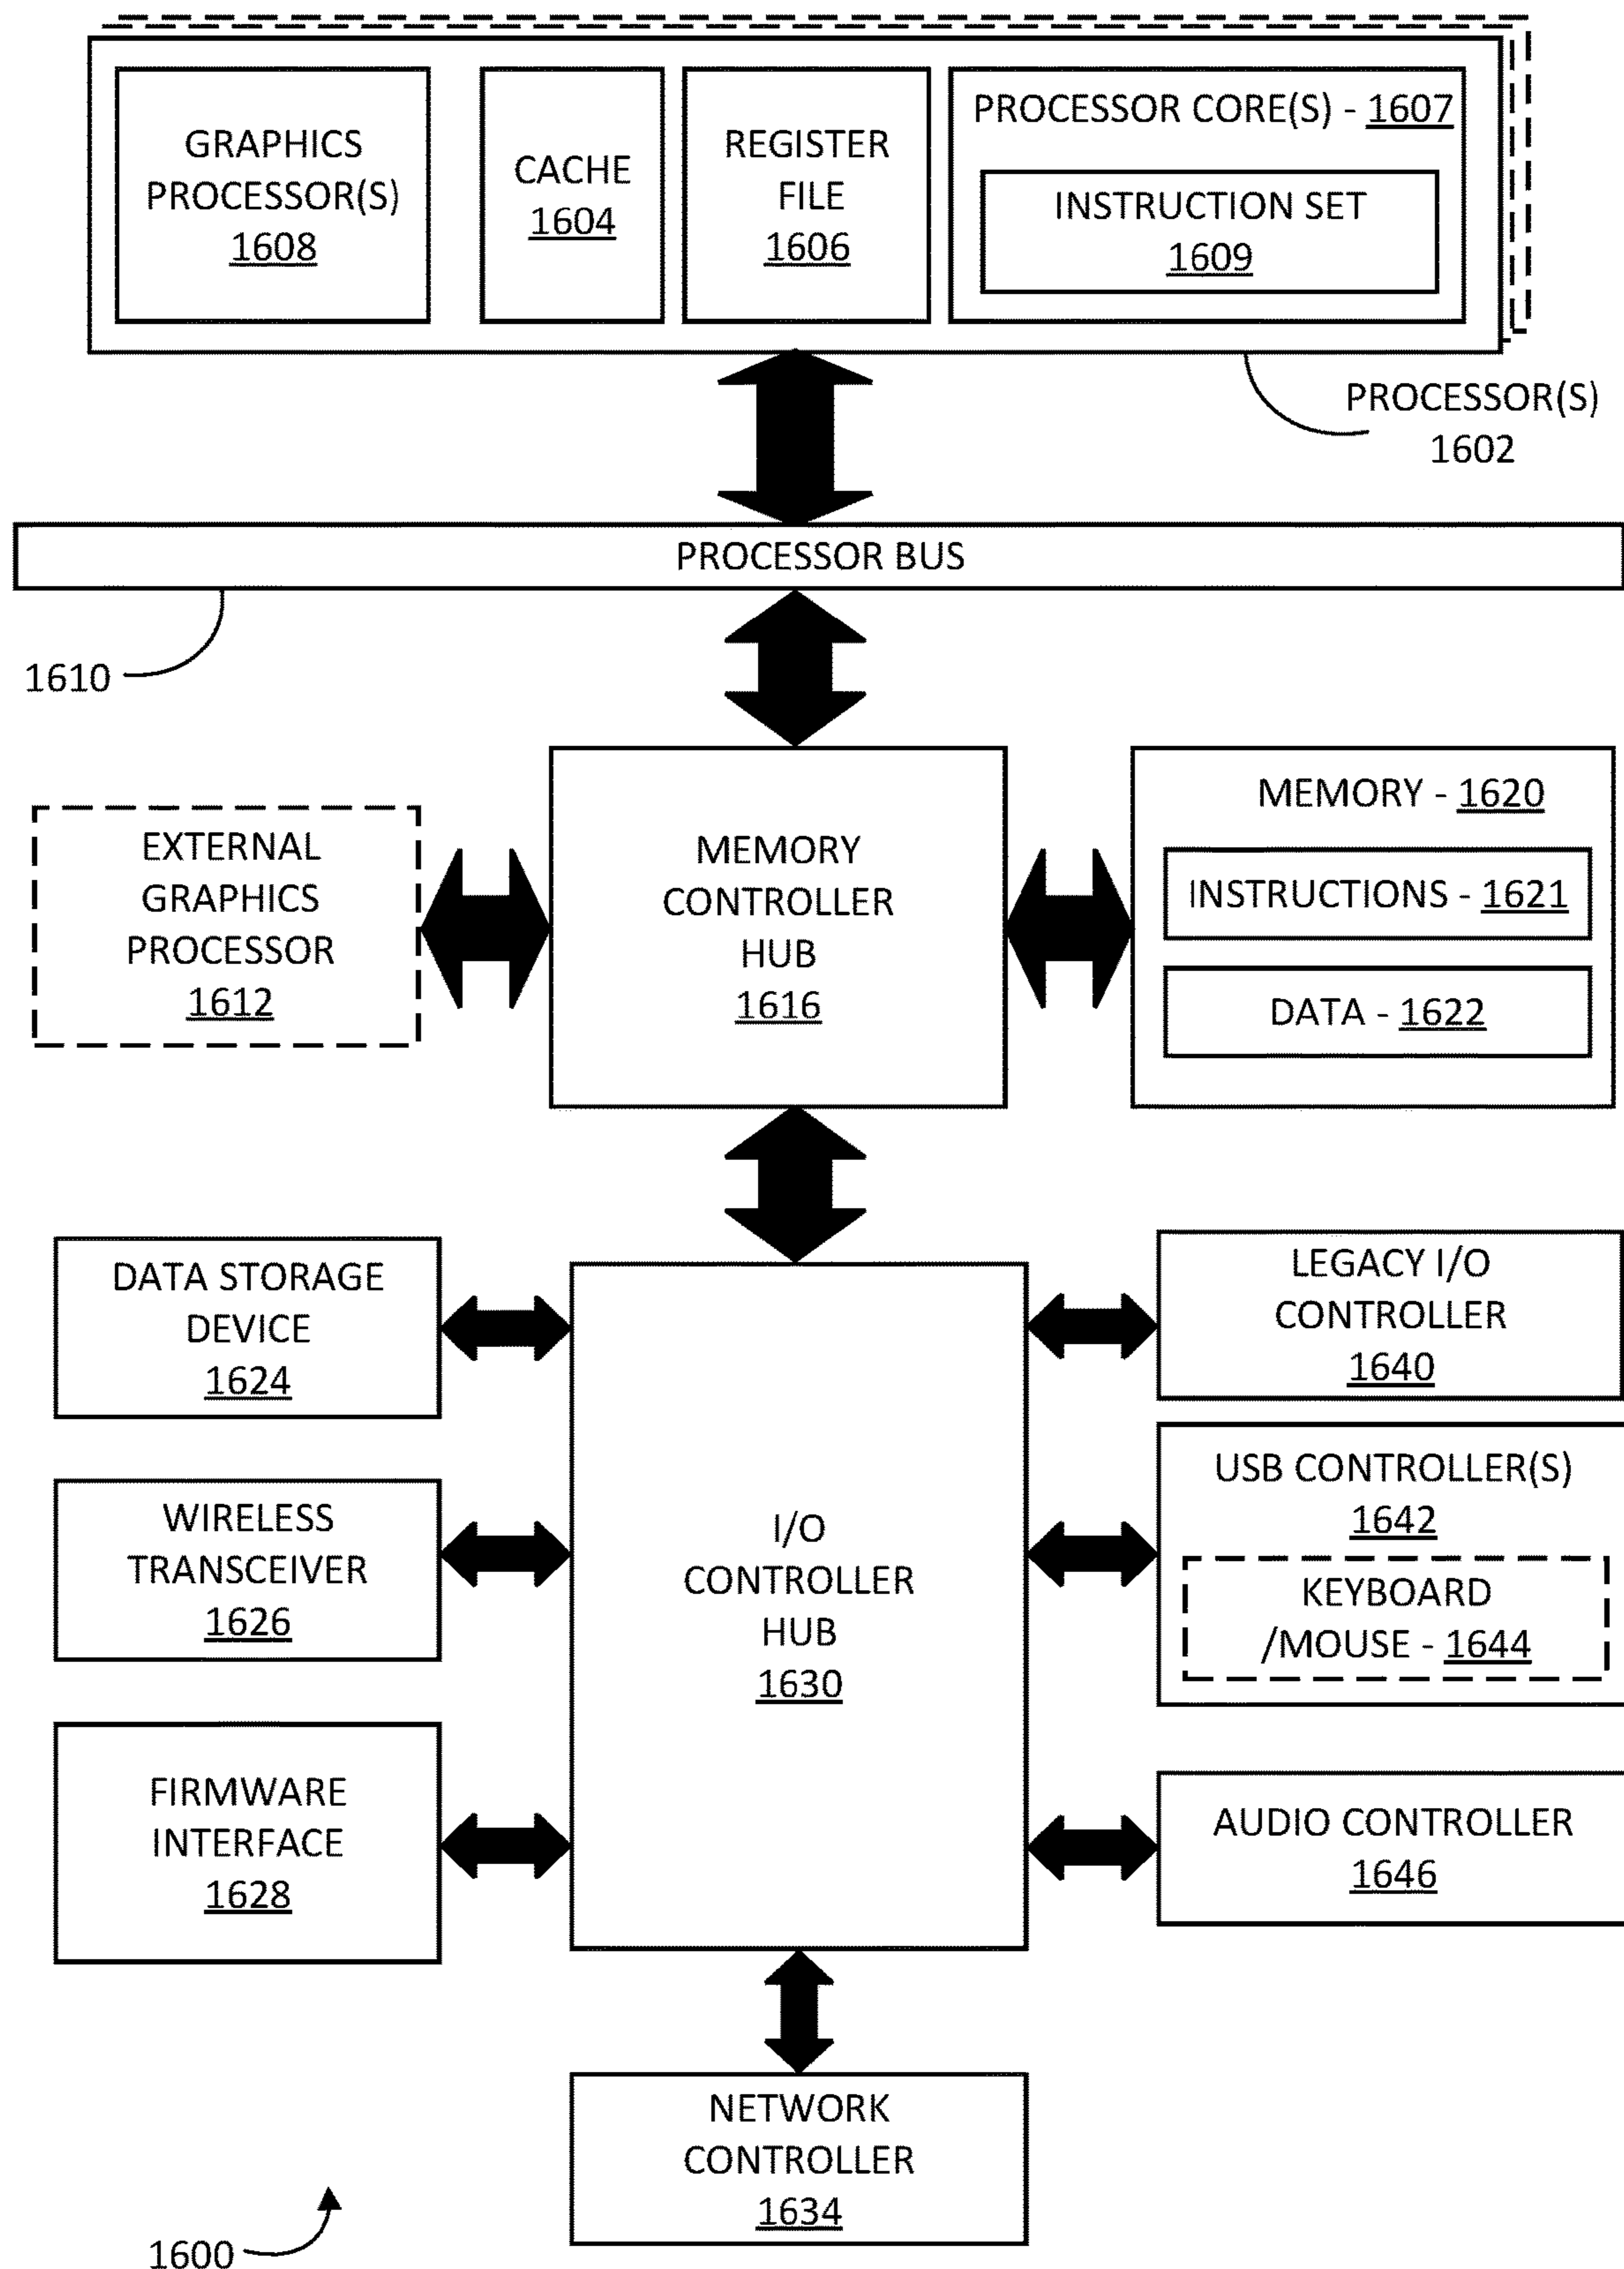 GRAPHICS
PROCESSOR(S)
1608
CACHE
1604
REGISTER
FILE
1606
PROCESSOR CORE(S) - 1607
INSTRUCTION SET
1609
PROCESSOR(S)
1602
PROCESSOR BUS
1610
EXTERNAL
GRAPHICS
PROCESSOR
1612
MEMORY
CONTROLLER
HUB
1616
MEMORY - 1620
INSTRUCTIONS - 1621
DATA - 1622
DATA STORAGE
DEVICE
1624
WIRELESS
TRANSCEIVER
1626
FIRMWARE
INTERFACE
1628
I/O
CONTROLLER
HUB
1630
LEGACY I/O
CONTROLLER
1640
USB CONTROLLER(S)
1642
KEYBOARD
/MOUSE - 1644
AUDIO CONTROLLER
1646
NETWORK
CONTROLLER
1634
1600